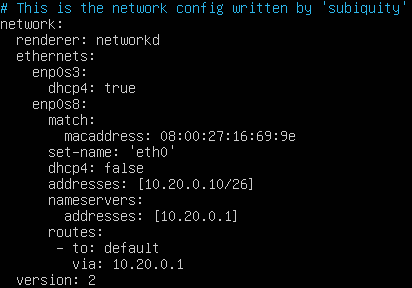 # This is the network config written by 'subiquity'
network:
  renderer: networkd
  ethernets:
    enp0s3:
      dhcp4: true
    enp0s8:
      match:
        macaddress: 08:00:27:16:69:9e
      set-name: 'eth0'
      dhcp4: false
      addresses: [10.20.0.10/26]
      nameservers:
        addresses: [10.20.0.1]
      routes:
       - to: default
         via: 10.20.0.1
  version: 2